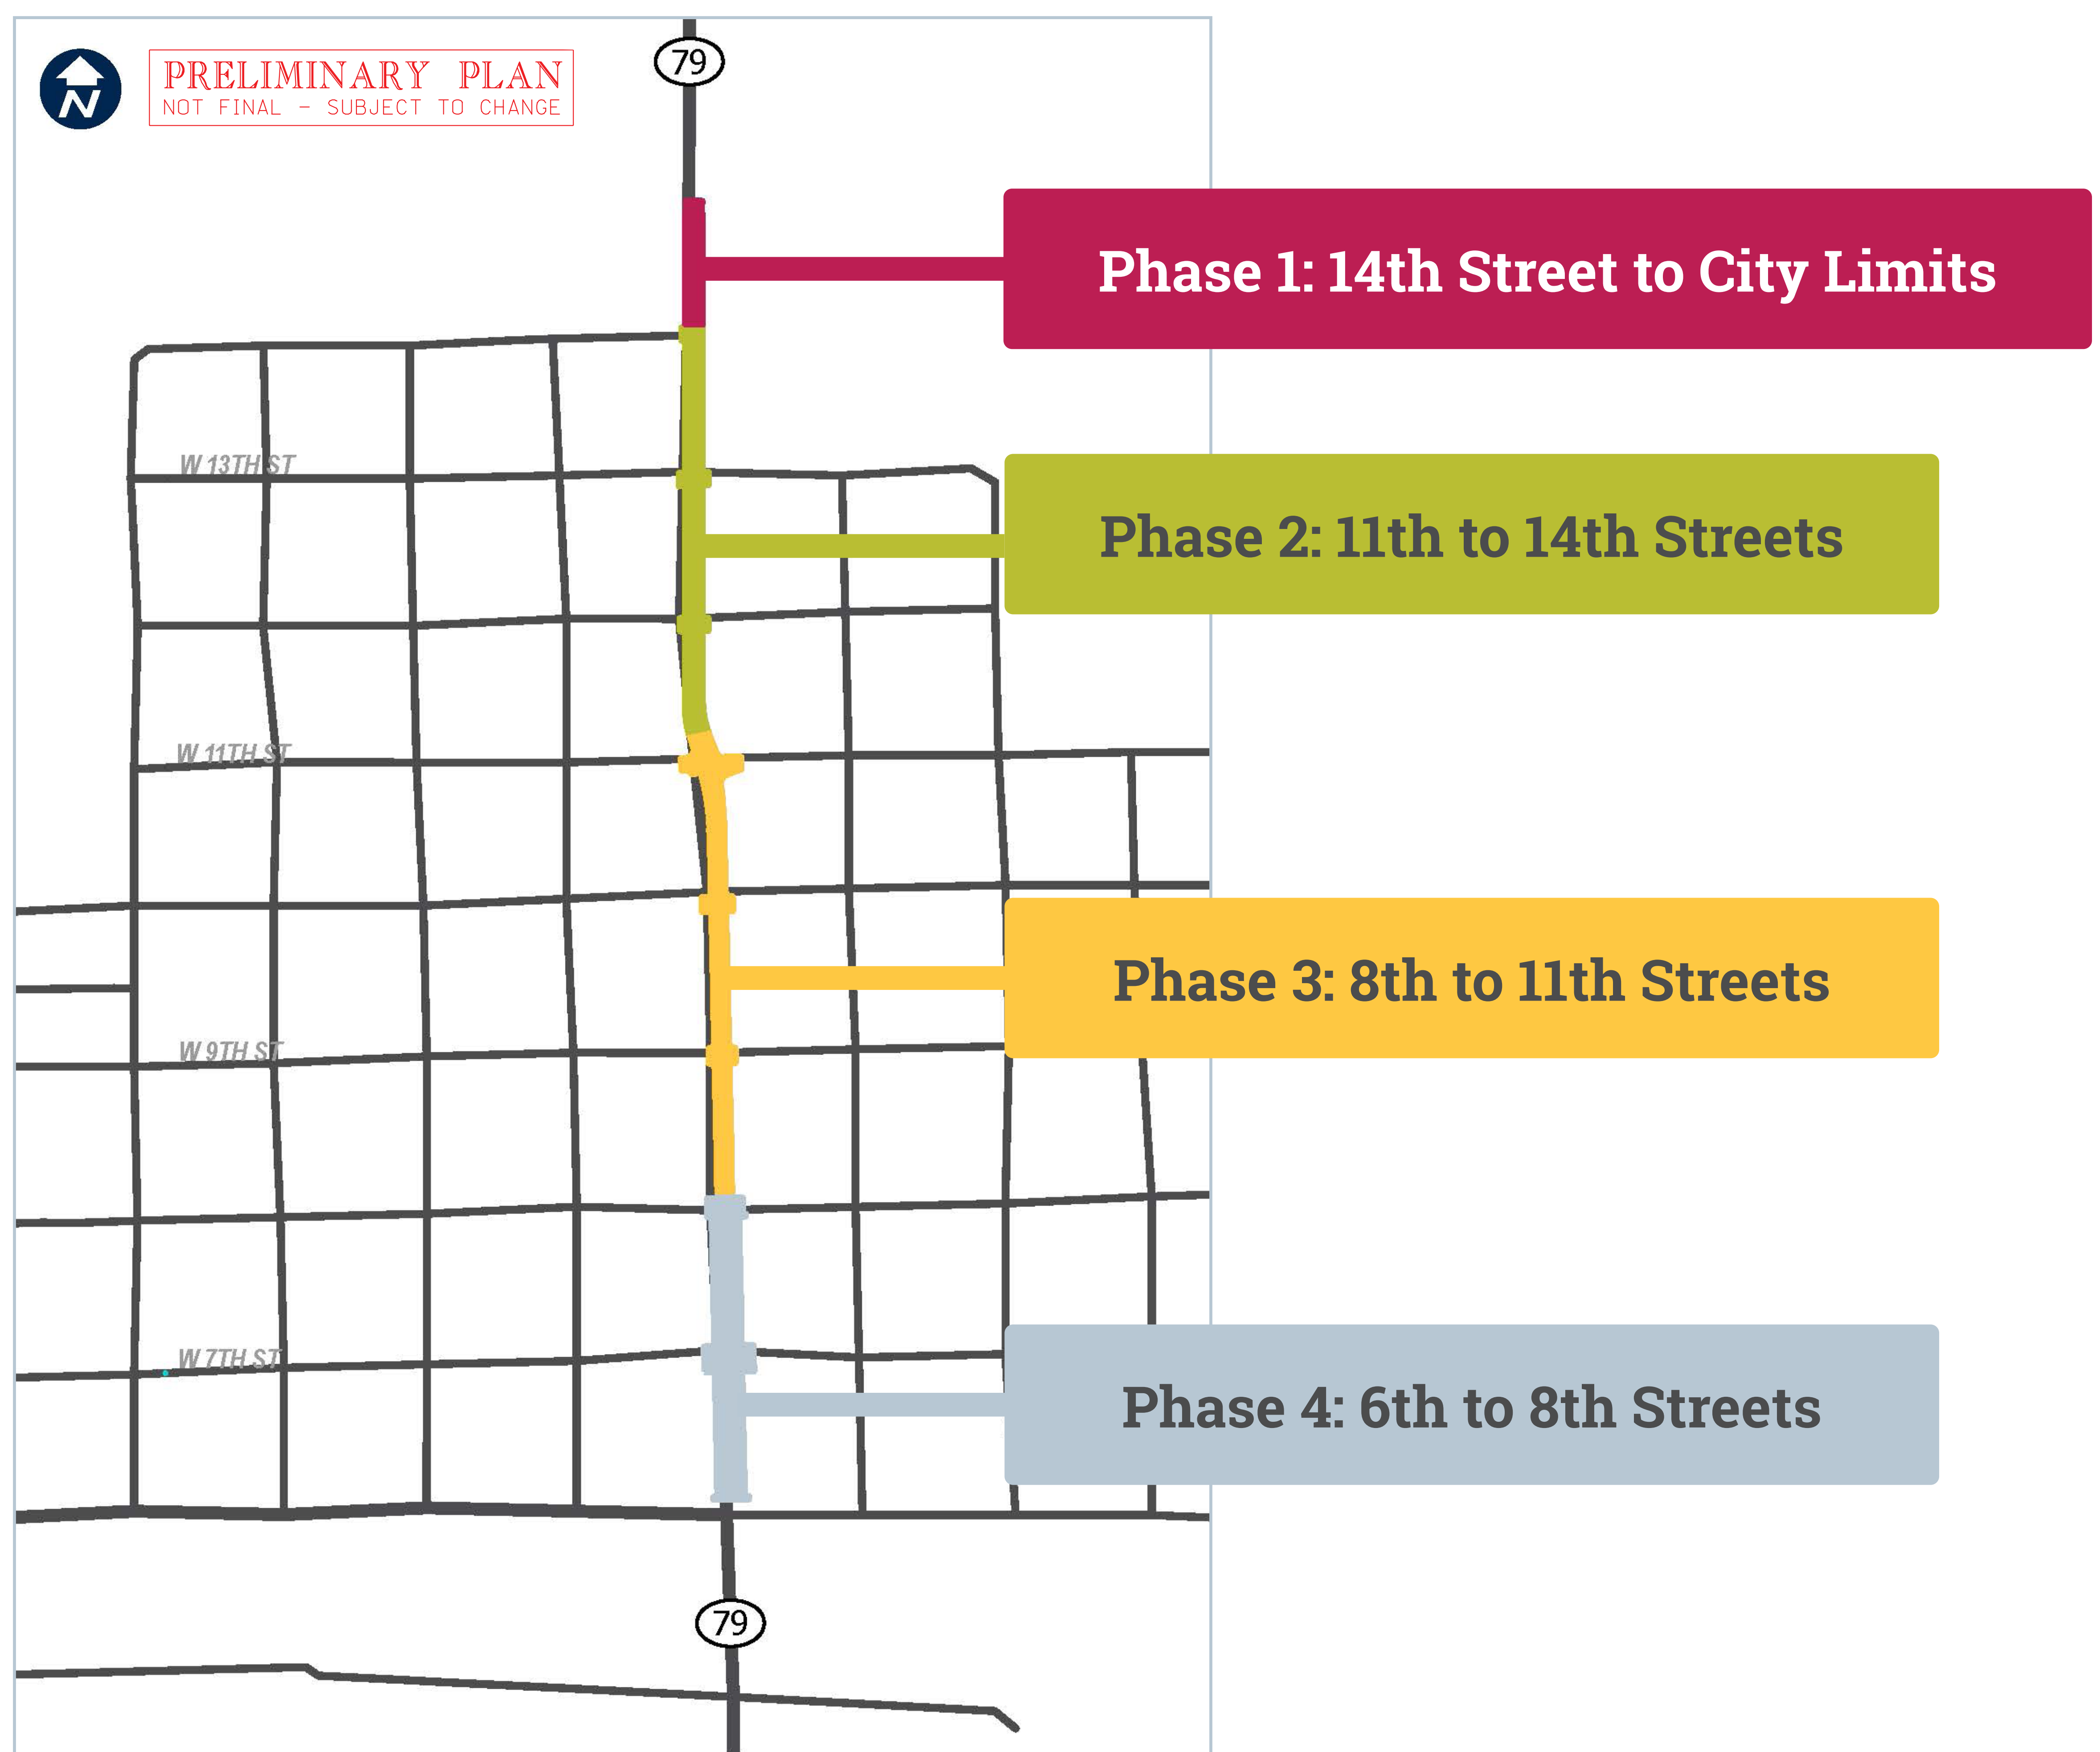 N
PRELIMINARY PLAN
NOT FINAL – SUBJECT TO CHANGE
79
Phase 1: 14th Street to City Limits
W 13TH ST
Phase 2: 11th to 14th Streets
W 11TH ST
Phase 3: 8th to 11th Streets
W 9TH ST
W 7TH ST
Phase 4: 6th to 8th Streets
79